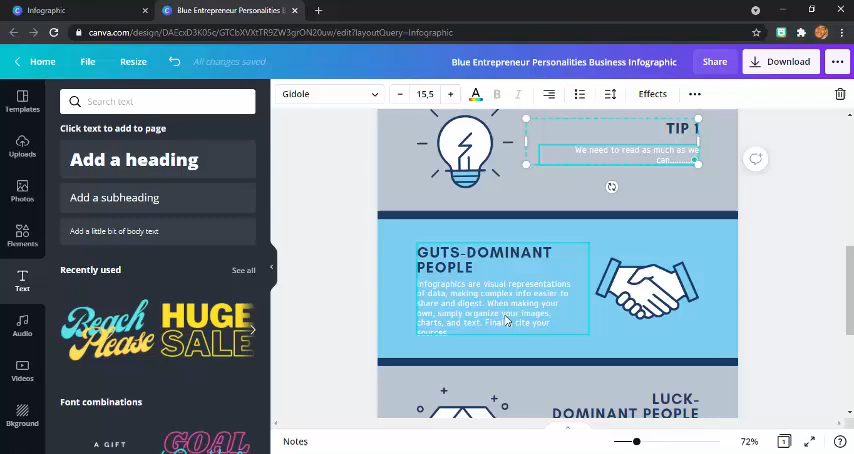 Infographic
Blue Entrepreneur Personalities B
canva.com/design/DAEcxD3K05c/GTCbXVXtTR9ZW3grON20uw/edit?layoutQuery=Infographic
Home
File
Resize
All changes saved
Blue Entrepreneur Personalities Business Infographic
Share
Download
Templates
Uploads
Photos
Elements
Text
Audio
Videos
Bkground
Search text
Click text to add to page
Add a heading
Add a subheading
Add a little bit of body text
Recently used
See all
Beach Please
HUGE
SALE
Font combinations
A GIFT
GOAL
Gidole
15,5
A
B
I
Effects
TIP 1
We need to read as much as we
can...........
GUTS-DOMINANT
PEOPLE
Infographics are visual representations
of data, making complex info easier to
share and digest. When making your
own, simply organize your images,
charts, and text. Finally, cite your
sources.
LUCK-
DOMINANT PEOPLE
Notes
72%
1